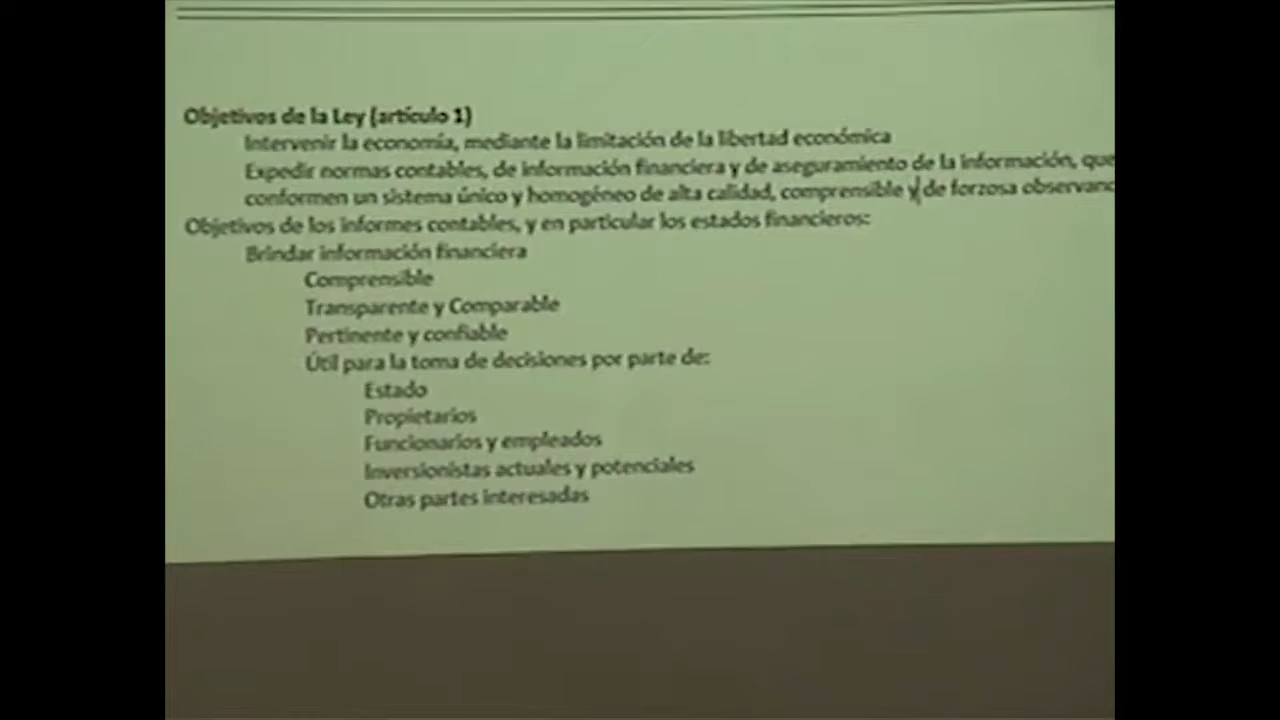 Objetivos de la Ley (artículo 1)
Intervenir la economía, mediante la limitación de la libertad económica
Expedir normas contables, de información financiera y de aseguramiento de la información, que
conformen un sistema único y homogéneo de alta calidad, comprensible y de forzosa observanc
Objetivos de los informes contables, y en particular los estados financieros:
Brindar información financiera
Comprensible
Transparente y Comparable
Pertinente y confiable
Útil para la toma de decisiones por parte de:
Estado
Propietarios
Funcionarios y empleados
Inversionistas actuales y potenciales
Otras partes interesadas